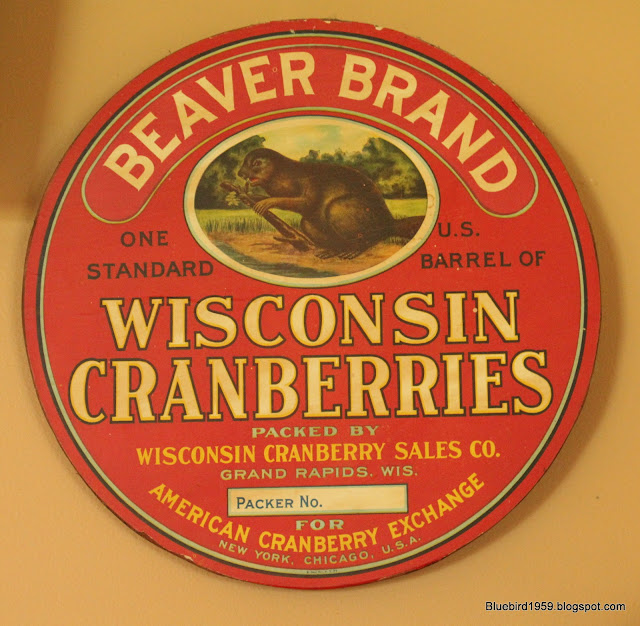 BEAVER BRAND
ONE STANDARD
U.S. BARREL OF
WISCONSIN
CRANBERRIES
PACKED BY
WISCONSIN CRANBERRY SALES CO.
GRAND RAPIDS. WIS.
PACKER NO.
FOR
AMERICAN CRANBERRY EXCHANGE
NEW YORK, CHICAGO, U.S.A.
Bluebird1959.blogspot.com